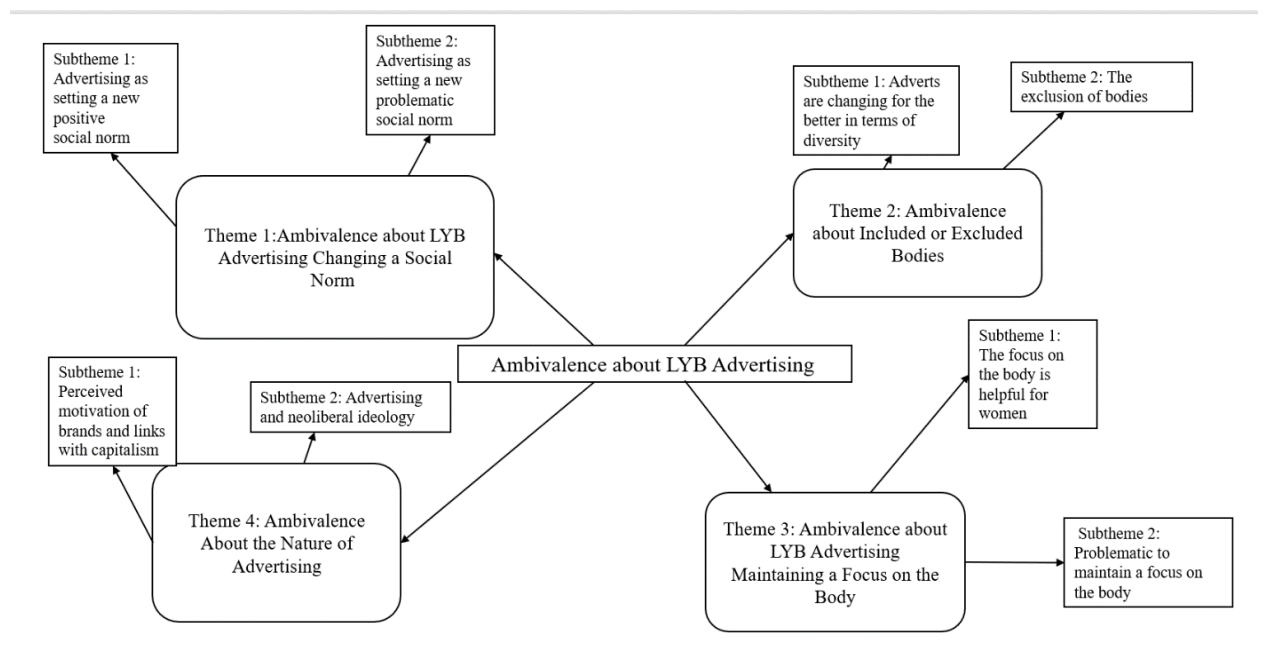 Subtheme 1:
Advertising as
setting a new
positive
social norm
Subtheme 2:
Advertising as
setting a new
problematic
social norm
Theme 1:Ambivalence about LYB
Advertising Changing a Social
Norm
Subtheme 1: Adverts
are changing for the
better in terms of
diversity
Subtheme 2: The
exclusion of bodies
Theme 2: Ambivalence
about Included or Excluded
Bodies
Ambivalence about LYB Advertising
Subtheme 1:
Perceived
motivation of
brands and links
with capitalism
Subtheme 2: Advertising
and neoliberal ideology
Theme 4: Ambivalence
About the Nature of
Advertising
Subtheme 1:
The focus on
the body is
helpful for
women
Theme 3: Ambivalence about
LYB Advertising
Maintaining a Focus on the
Body
Subtheme 2:
Problematic to
maintain a focus on
the body